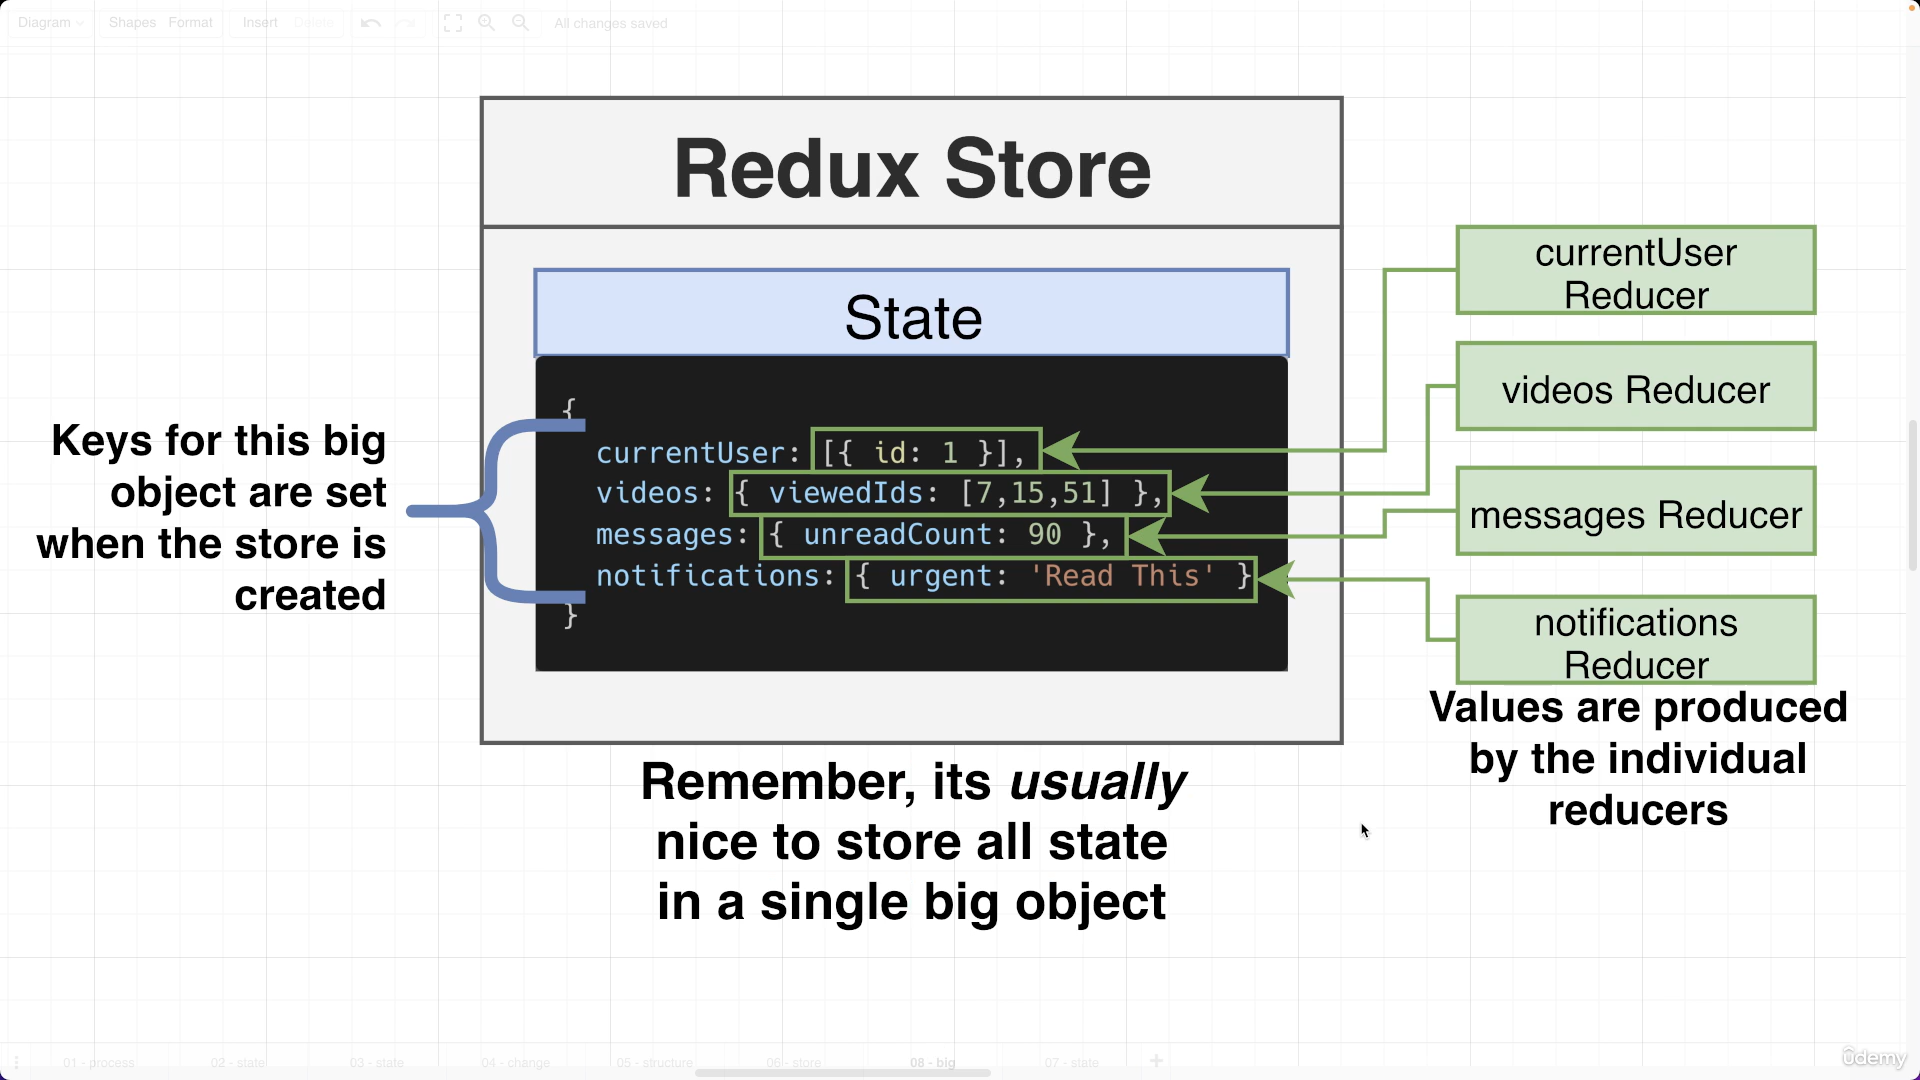 Diagram
Shapes
Format
Insert
Delete
All changes saved
Redux Store
State
{
currentUser: [{ id: 1 }],
videos: { viewedIds: [7,15,51] },
messages: { unreadCount: 90 },
notifications: { urgent: 'Read This' }
}
Keys for this big
object are set
when the store is
created
currentUser
Reducer
videos Reducer
messages Reducer
notifications
Reducer
Values are produced
by the individual
reducers
Remember, its usually
nice to store all state
in a single big object
01 - process
02 - state
03 - state
04 - change
05 - structure
06 - store
08 - big
07 - state
ûdemy